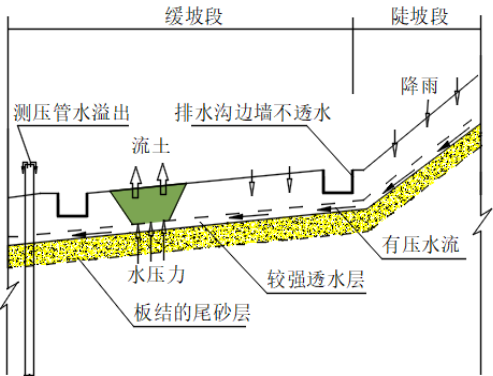 缓坡段
陡坡段
降雨
测压管水溢出
排水沟边墙不透水
流土
有压水流
水压力
较强透水层
板结的尾砂层